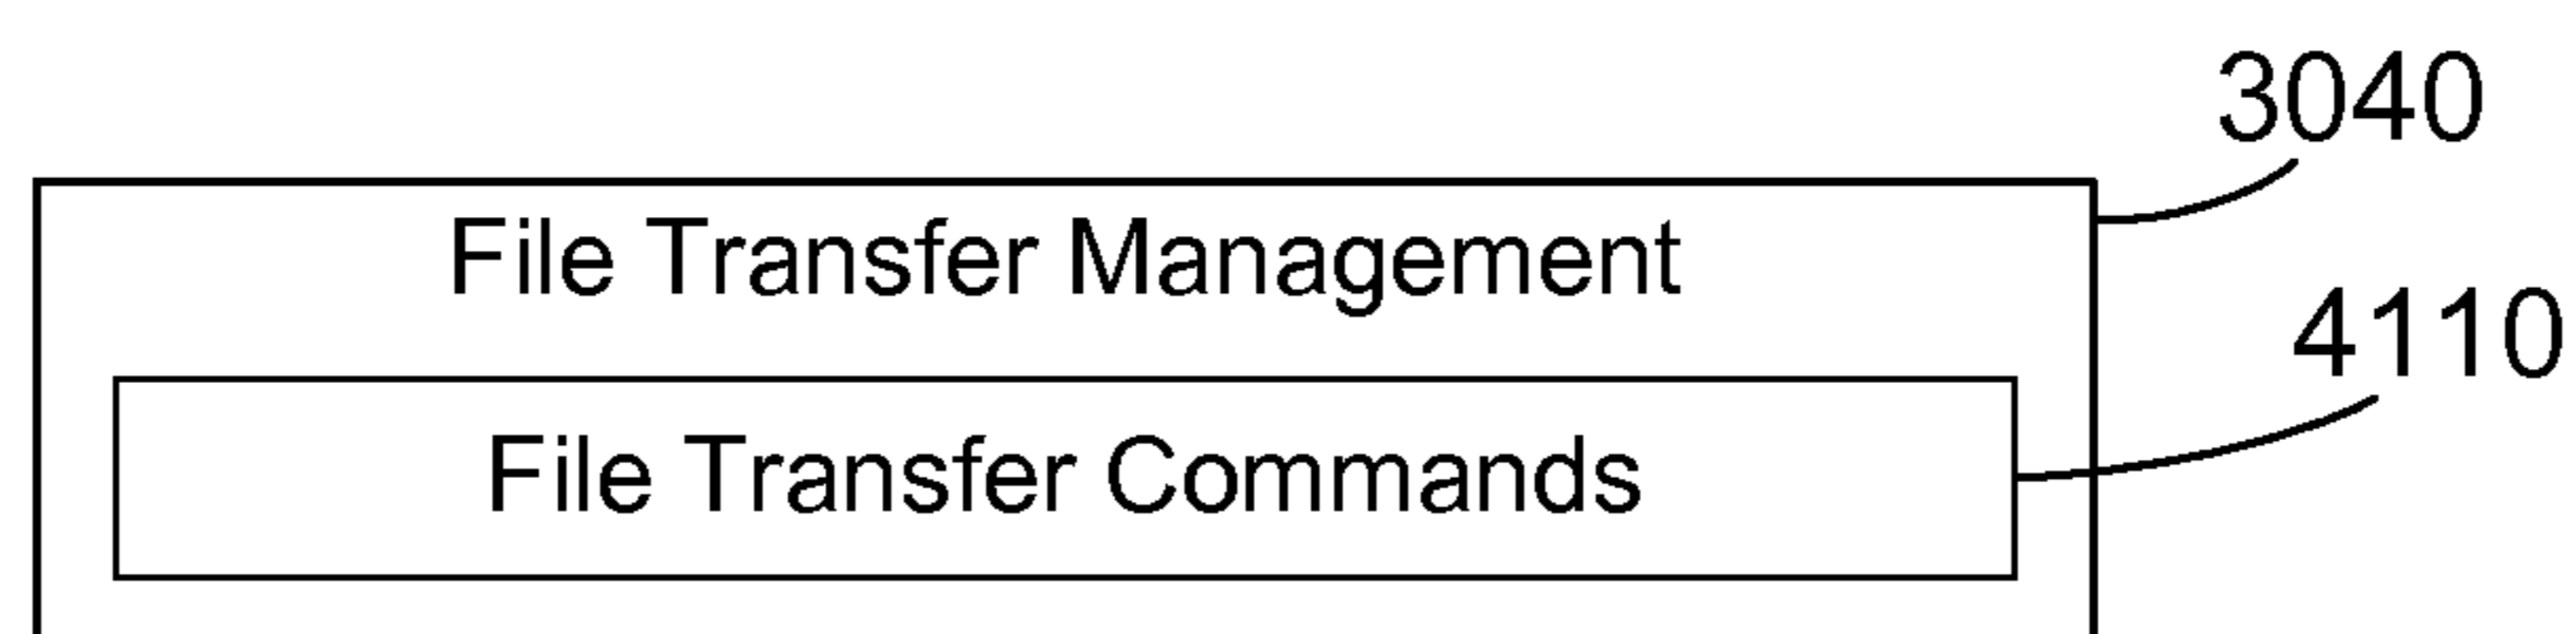 3040
File Transfer Management
4110
File Transfer Commands